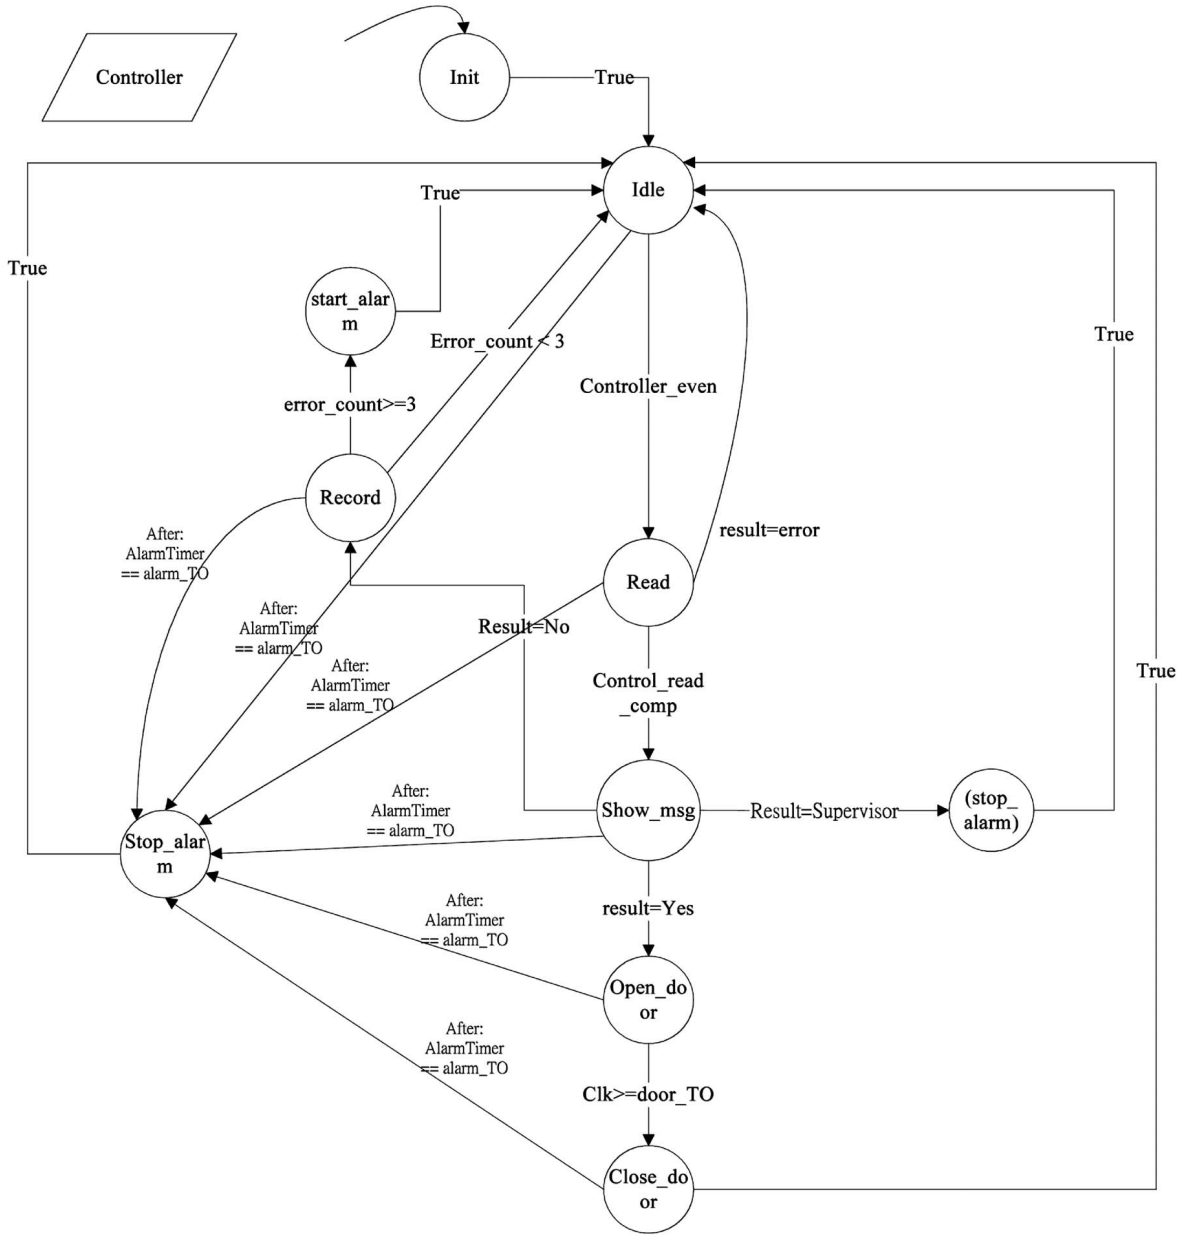 Controller
Init
True
Idle
True
True
start_alar
m
Error_count < 3
True
Controller_even
error_count>=3
Record
result=error
After:
AlarmTimer
== alarm_TO
Read
After:
AlarmTimer
== alarm_TO
Result=No
After:
AlarmTimer
== alarm_TO
Control_read
_comp
True
After:
AlarmTimer
== alarm_TO
Show_msg
Result=Supervisor
(stop_
alarm)
Stop_alar
m
After:
AlarmTimer
== alarm_TO
result=Yes
Open_do
or
After:
AlarmTimer
== alarm_TO
Clk>=door_TO
Close_do
or